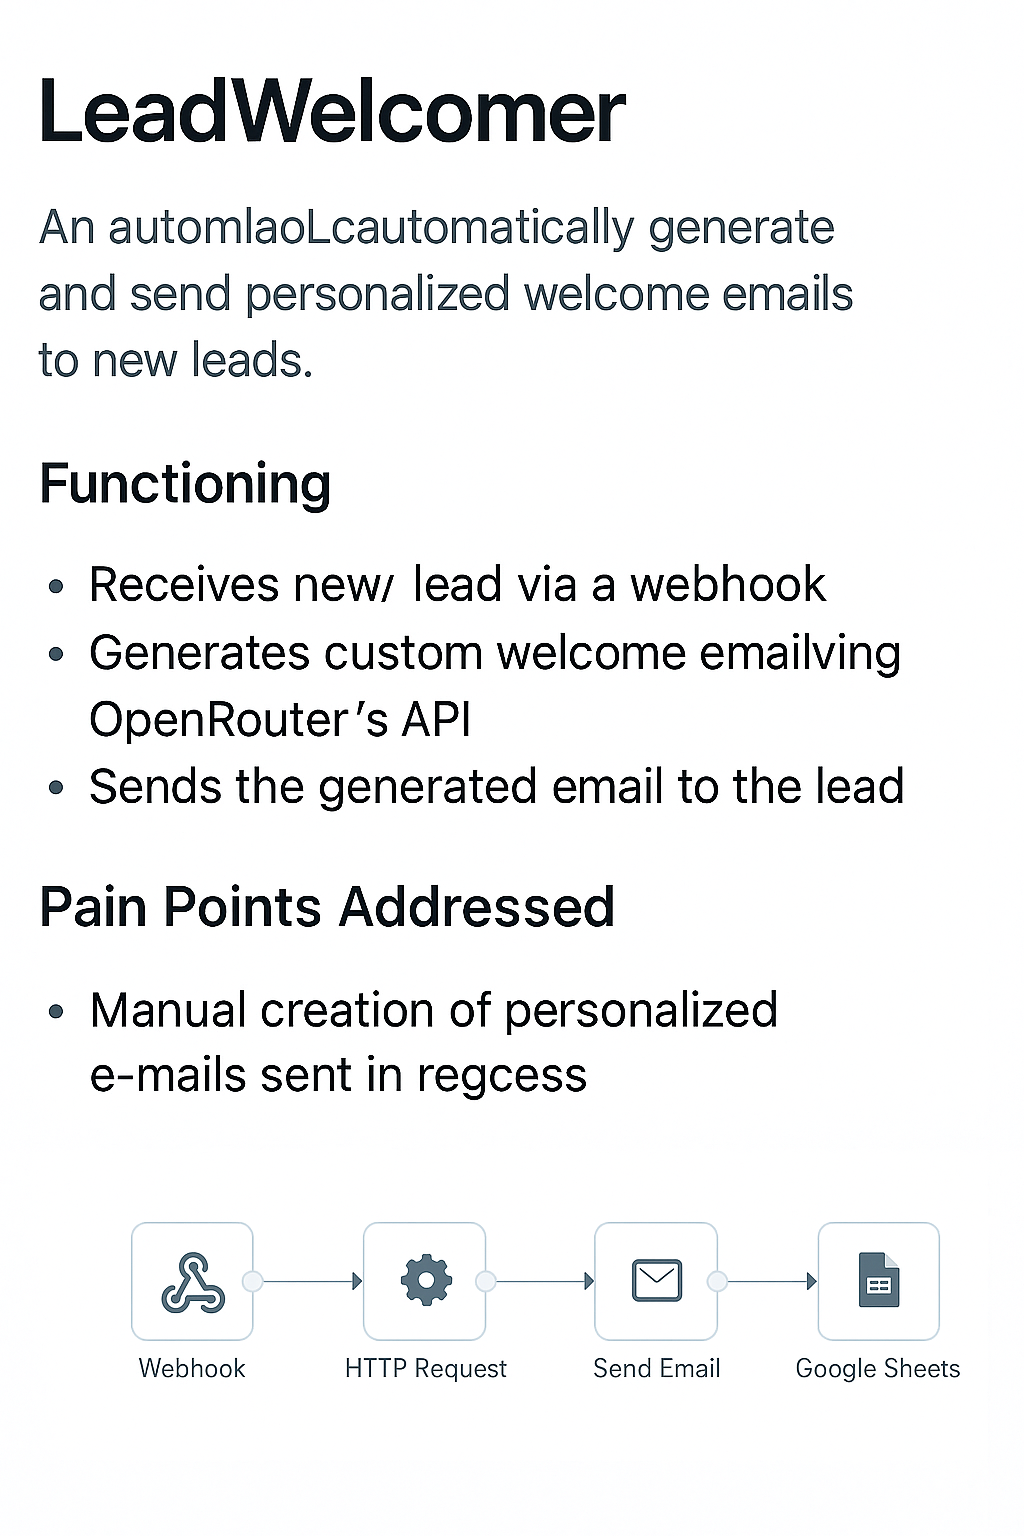 LeadWelcomer
An automlaoLcautomatically generate
and send personalized welcome emails
to new leads.
Functioning
• Receives new/ lead via a webhook
• Generates custom welcome emailving
OpenRouter's API
• Sends the generated email to the lead
Pain Points Addressed
• Manual creation of personalized
e-mails sent in regcess
Webhook HTTP Request Send Email Google Sheets